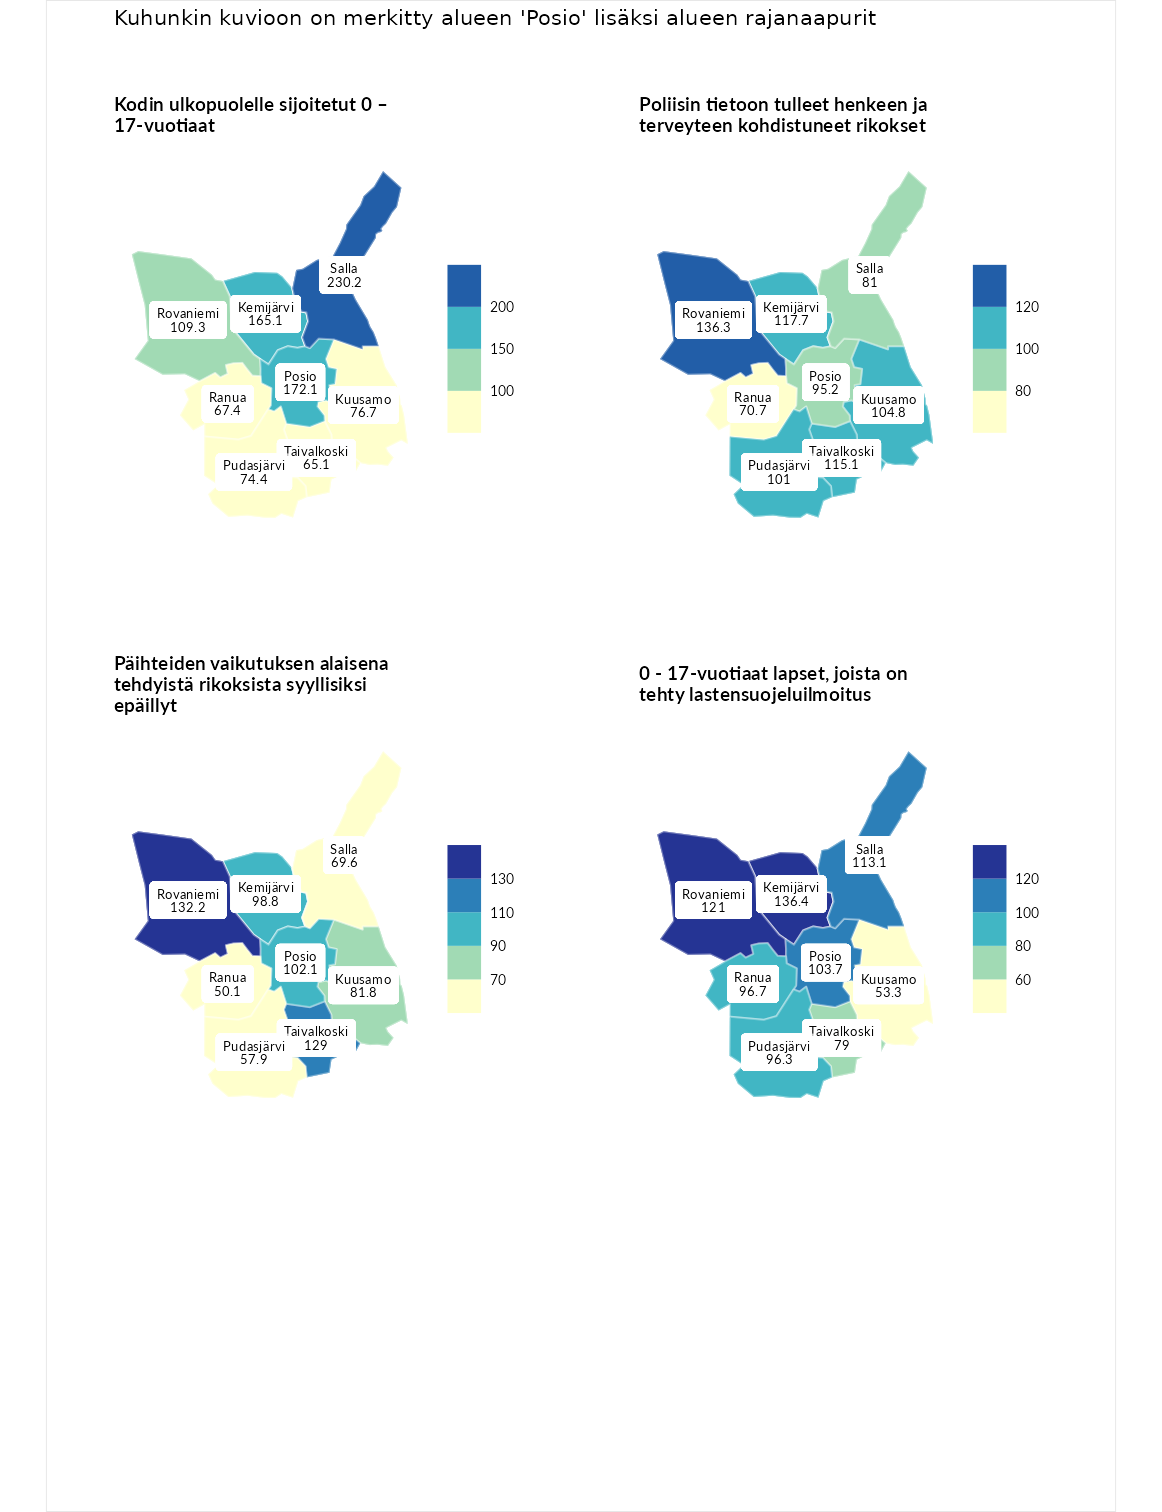 Kuhunkin kuvioon on merkitty alueen 'Posio' lisäksi alueen rajanaapurit
Kodin ulkopuolelle sijoitetut 0 –
17-vuotiaat
Salla
230.2
Rovaniemi
109.3
Kemijärvi
165.1
Posio
172.1
Ranua
67.4
Kuusamo
76.7
Taivalkoski
65.1
Pudasjärvi
74.4
200
150
100
Poliisin tietoon tulleet henkeen ja
terveyteen kohdistuneet rikokset
Salla
81
Rovaniemi
136.3
Kemijärvi
117.7
Posio
95.2
Ranua
70.7
Kuusamo
104.8
Taivalkoski
115.1
Pudasjärvi
101
120
100
80
Päihteiden vaikutuksen alaisena
tehdyistä rikoksista syyllisiksi
epäillyt
Salla
69.6
Rovaniemi
132.2
Kemijärvi
98.8
Posio
102.1
Ranua
50.1
Kuusamo
81.8
Taivalkoski
129
Pudasjärvi
57.9
130
110
90
70
0 - 17-vuotiaat lapset, joista on
tehty lastensuojeluilmoitus
Salla
113.1
Rovaniemi
121
Kemijärvi
136.4
Posio
103.7
Ranua
96.7
Kuusamo
53.3
Taivalkoski
79
Pudasjärvi
96.3
120
100
80
60